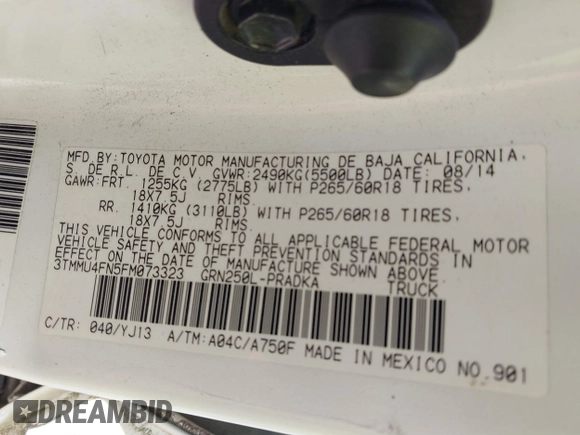 MFD.BY:TOYOTA MOTOR MANUFACTURING DE BAJA CALIFORNIA,
S. DE R.L. DE C.V. GVWR:2490KG(5500LB) DATE: 08/14
GAWR:FRT. 1255KG (2775LB) WITH P265/60R18 TIRES,
18X7.5J RIMS.
RR. 1410KG (3110LB) WITH P265/60R18 TIRES,
18X7.5J RIMS.
THIS VEHICLE CONFORMS TO ALL APPLICABLE FEDERAL MOTOR
VEHICLE SAFETY AND THEFT PREVENTION STANDARDS IN
EFFECT ON THE DATE OF MANUFACTURE SHOWN ABOVE.
3TMMU4FN5FM073323 GRN250L-PRADKA TRUCK
C/TR: 040/YJ13 A/TM:A04C/A750F MADE IN MEXICO NO.901
DREAMBID